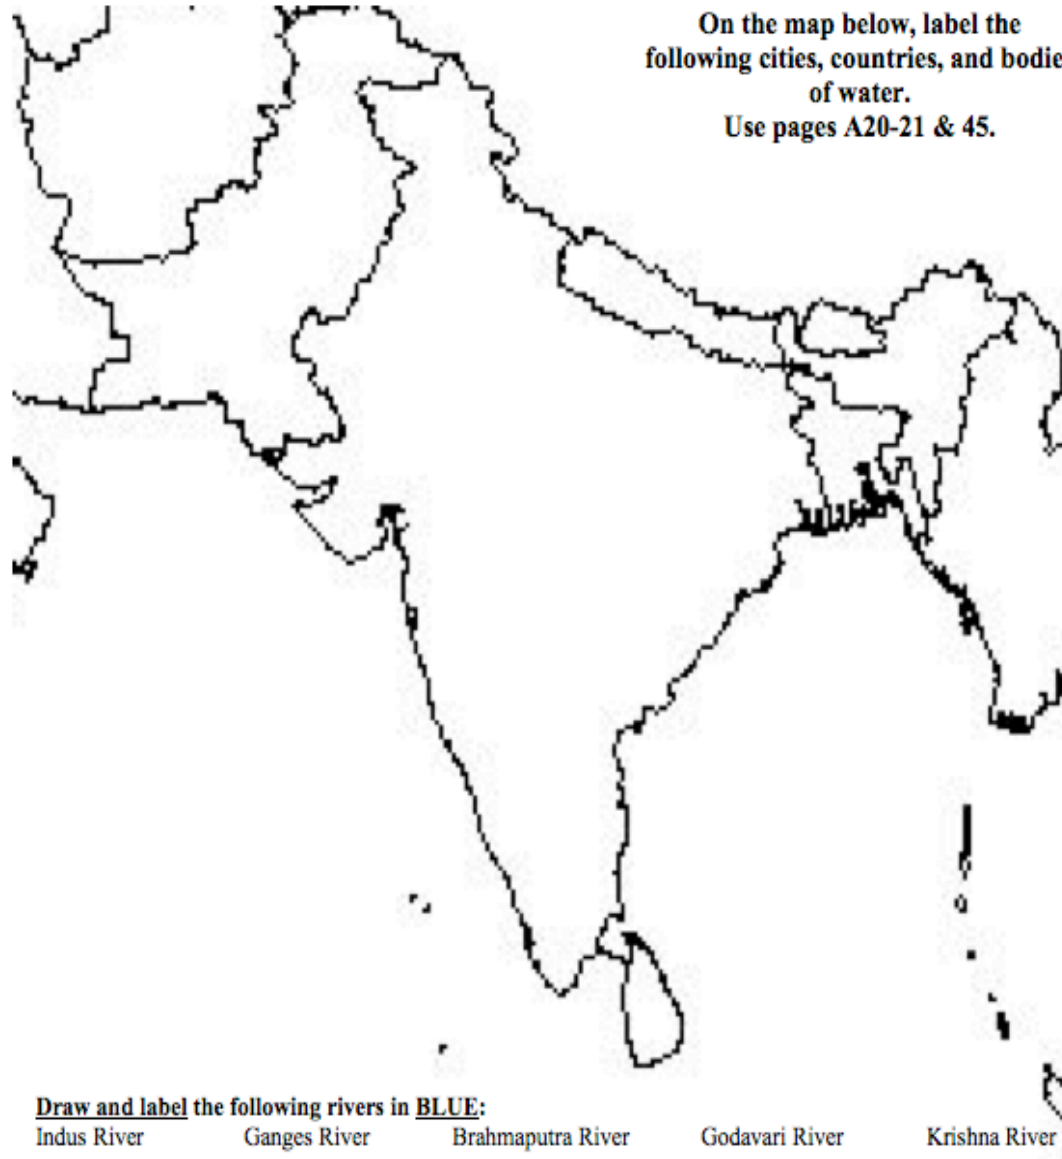 On the map below, label the
following cities, countries, and bodie
of water.
Use pages A20-21 & 45.
Draw and label the following rivers in BLUE:
Indus River Ganges River Brahmaputra River Godavari River Krishna River